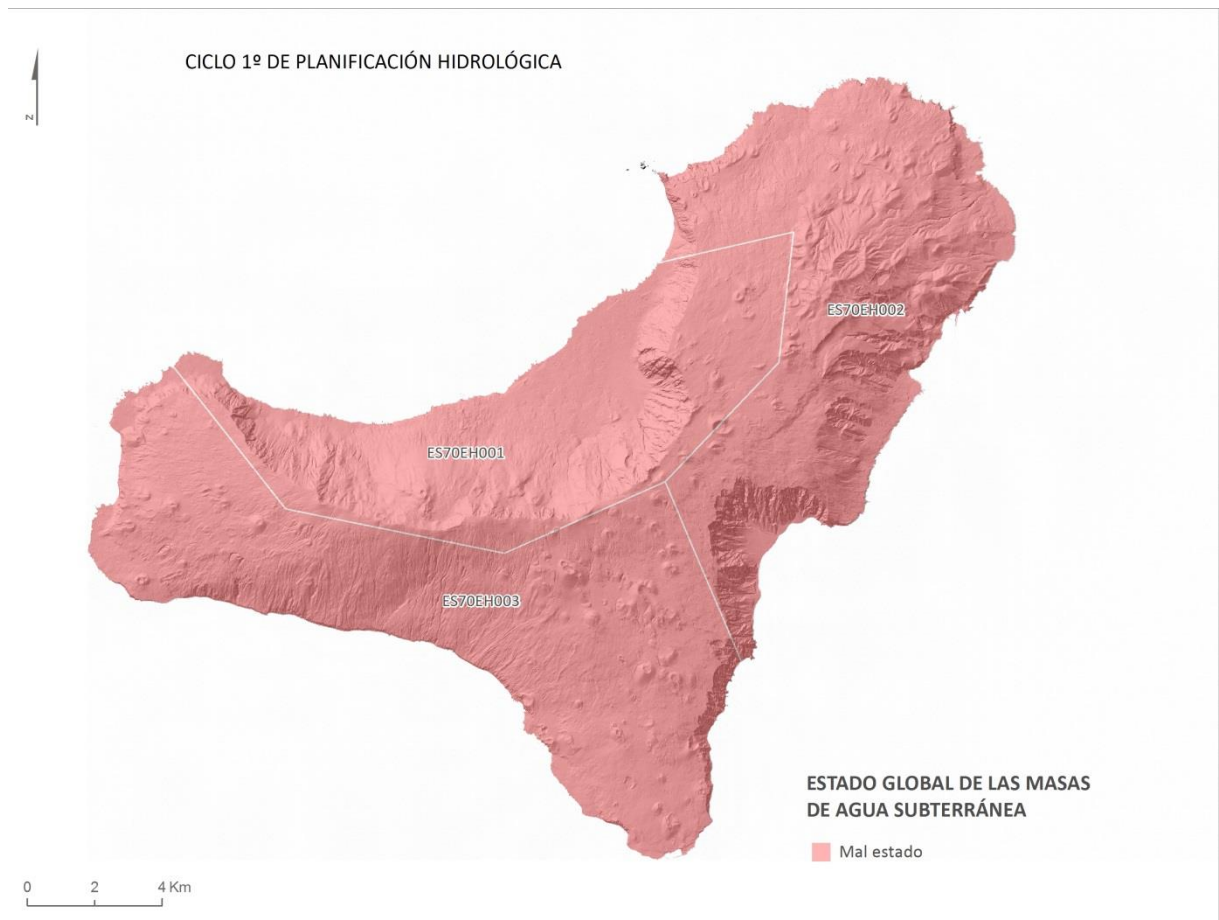 CICLO 1º DE PLANIFICACIÓN HIDROLÓGICA
N
ES70EH002
ES70EH001
ES70EH003
ESTADO GLOBAL DE LAS MASAS
DE AGUA SUBTERRÁNEA
Mal estado
0 2 4 Km